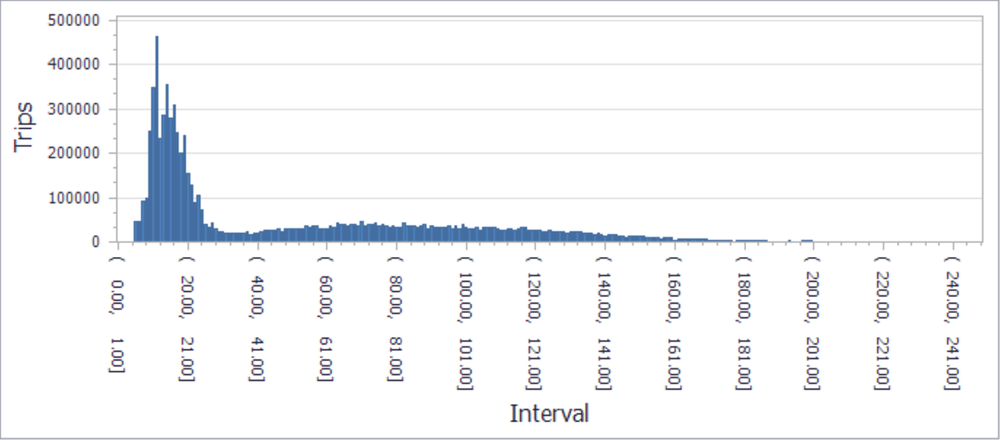 500000
400000
300000
200000
100000
0
Trips
( 0.00, 1.00]
( 20.00, 21.00]
( 40.00, 41.00]
( 60.00, 61.00]
( 80.00, 81.00]
( 100.00, 101.00]
( 120.00, 121.00]
( 140.00, 141.00]
( 160.00, 161.00]
( 180.00, 181.00]
( 200.00, 201.00]
( 220.00, 221.00]
( 240.00, 241.00]
Interval